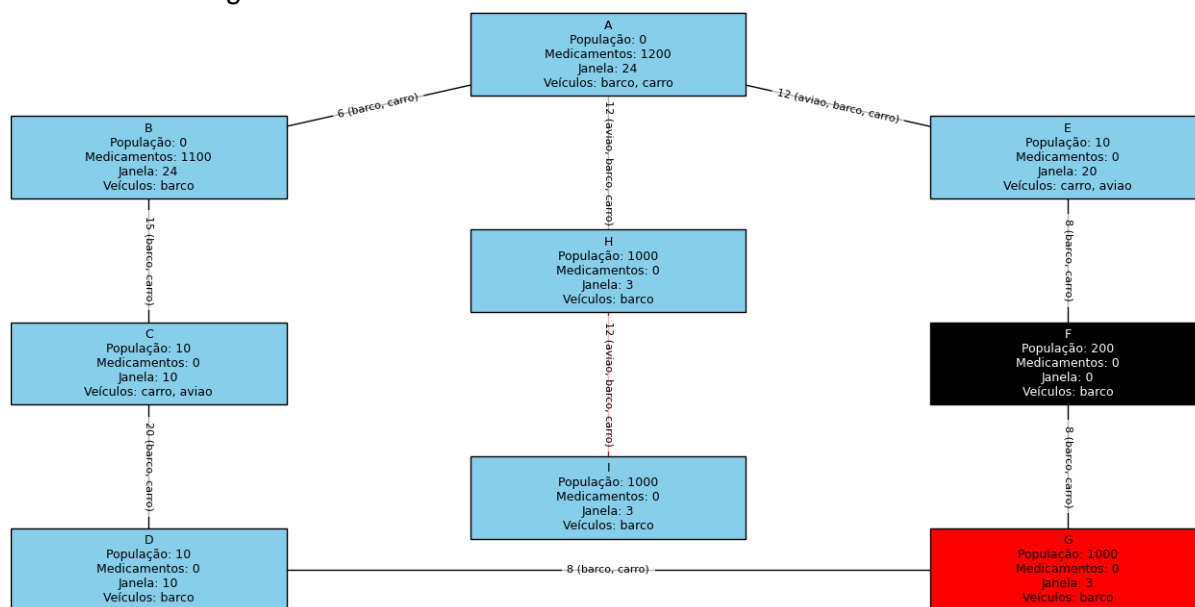 A
População: 0
Medicamentos: 1200
Janela: 24
Veículos: barco, carro
6 (barco, carro)
12 (aviao, barco, carro)
12 (aviao, barco, carro)
B
População: 0
Medicamentos: 1100
Janela: 24
Veículos: barco
E
População: 10
Medicamentos: 0
Janela: 20
Veículos: carro, aviao
15 (barco, carro)
H
População: 1000
Medicamentos: 0
Janela: 3
Veículos: barco
8 (barco, carro)
C
População: 10
Medicamentos: 0
Janela: 10
Veículos: carro, aviao
12 (aviao, barco, carro)
F
População: 200
Medicamentos: 0
Janela: 0
Veículos: barco
20 (barco, carro)
I
População: 1000
Medicamentos: 0
Janela: 3
Veículos: barco
8 (barco, carro)
D
População: 10
Medicamentos: 0
Janela: 10
Veículos: barco
8 (barco, carro)
G
População: 1000
Medicamentos: 0
Janela: 3
Veículos: barco